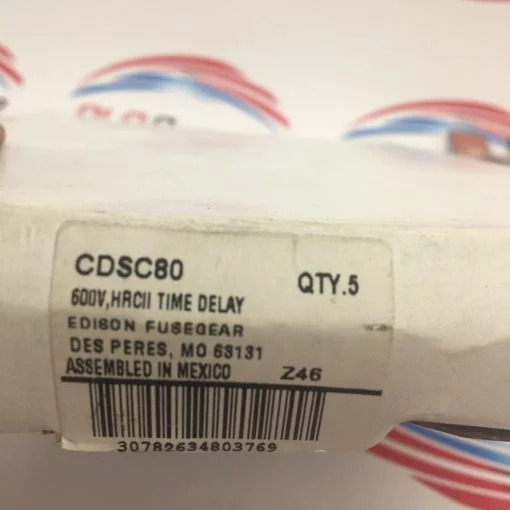 CDSC80
QTY.5
600V,HRCII TIME DELAY
EDISON FUSEGEAR
DES PERES, MO 63131
ASSEMBLED IN MEXICO Z46
30782634803769